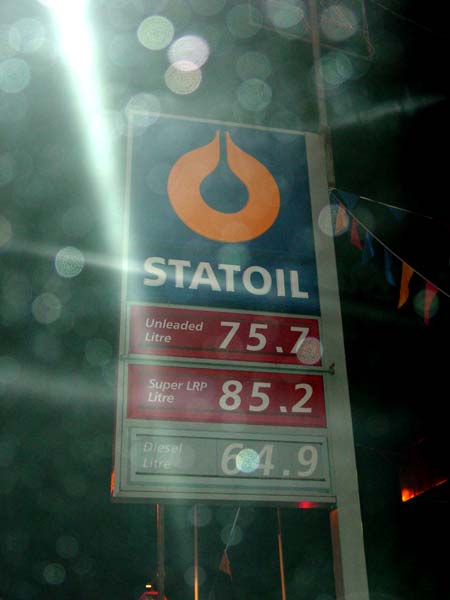 STATOIL
Unleaded
Litre
75.7
Super LRP
Litre
85.2
Diesel
Litre
64.9